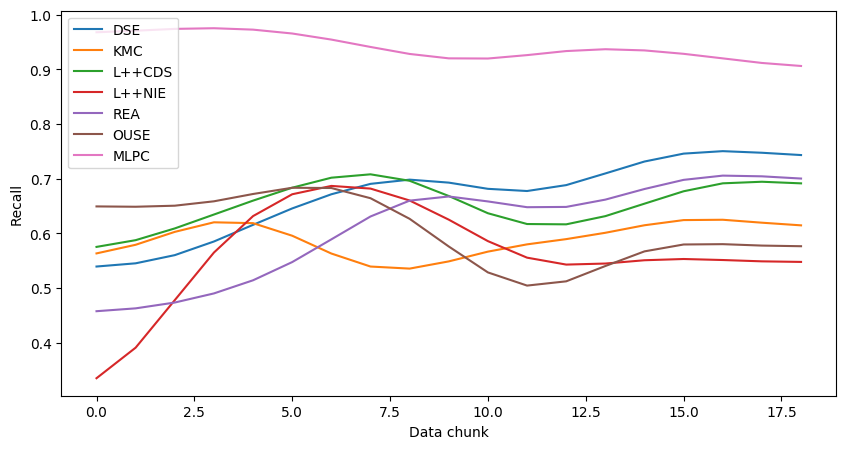 1.0
0.9
0.8
0.7
0.6
0.5
0.4
Recall
DSE
KMC
L++CDS
L++NIE
REA
OUSE
MLPC
0.0 2.5 5.0 7.5 10.0 12.5 15.0 17.5
Data chunk